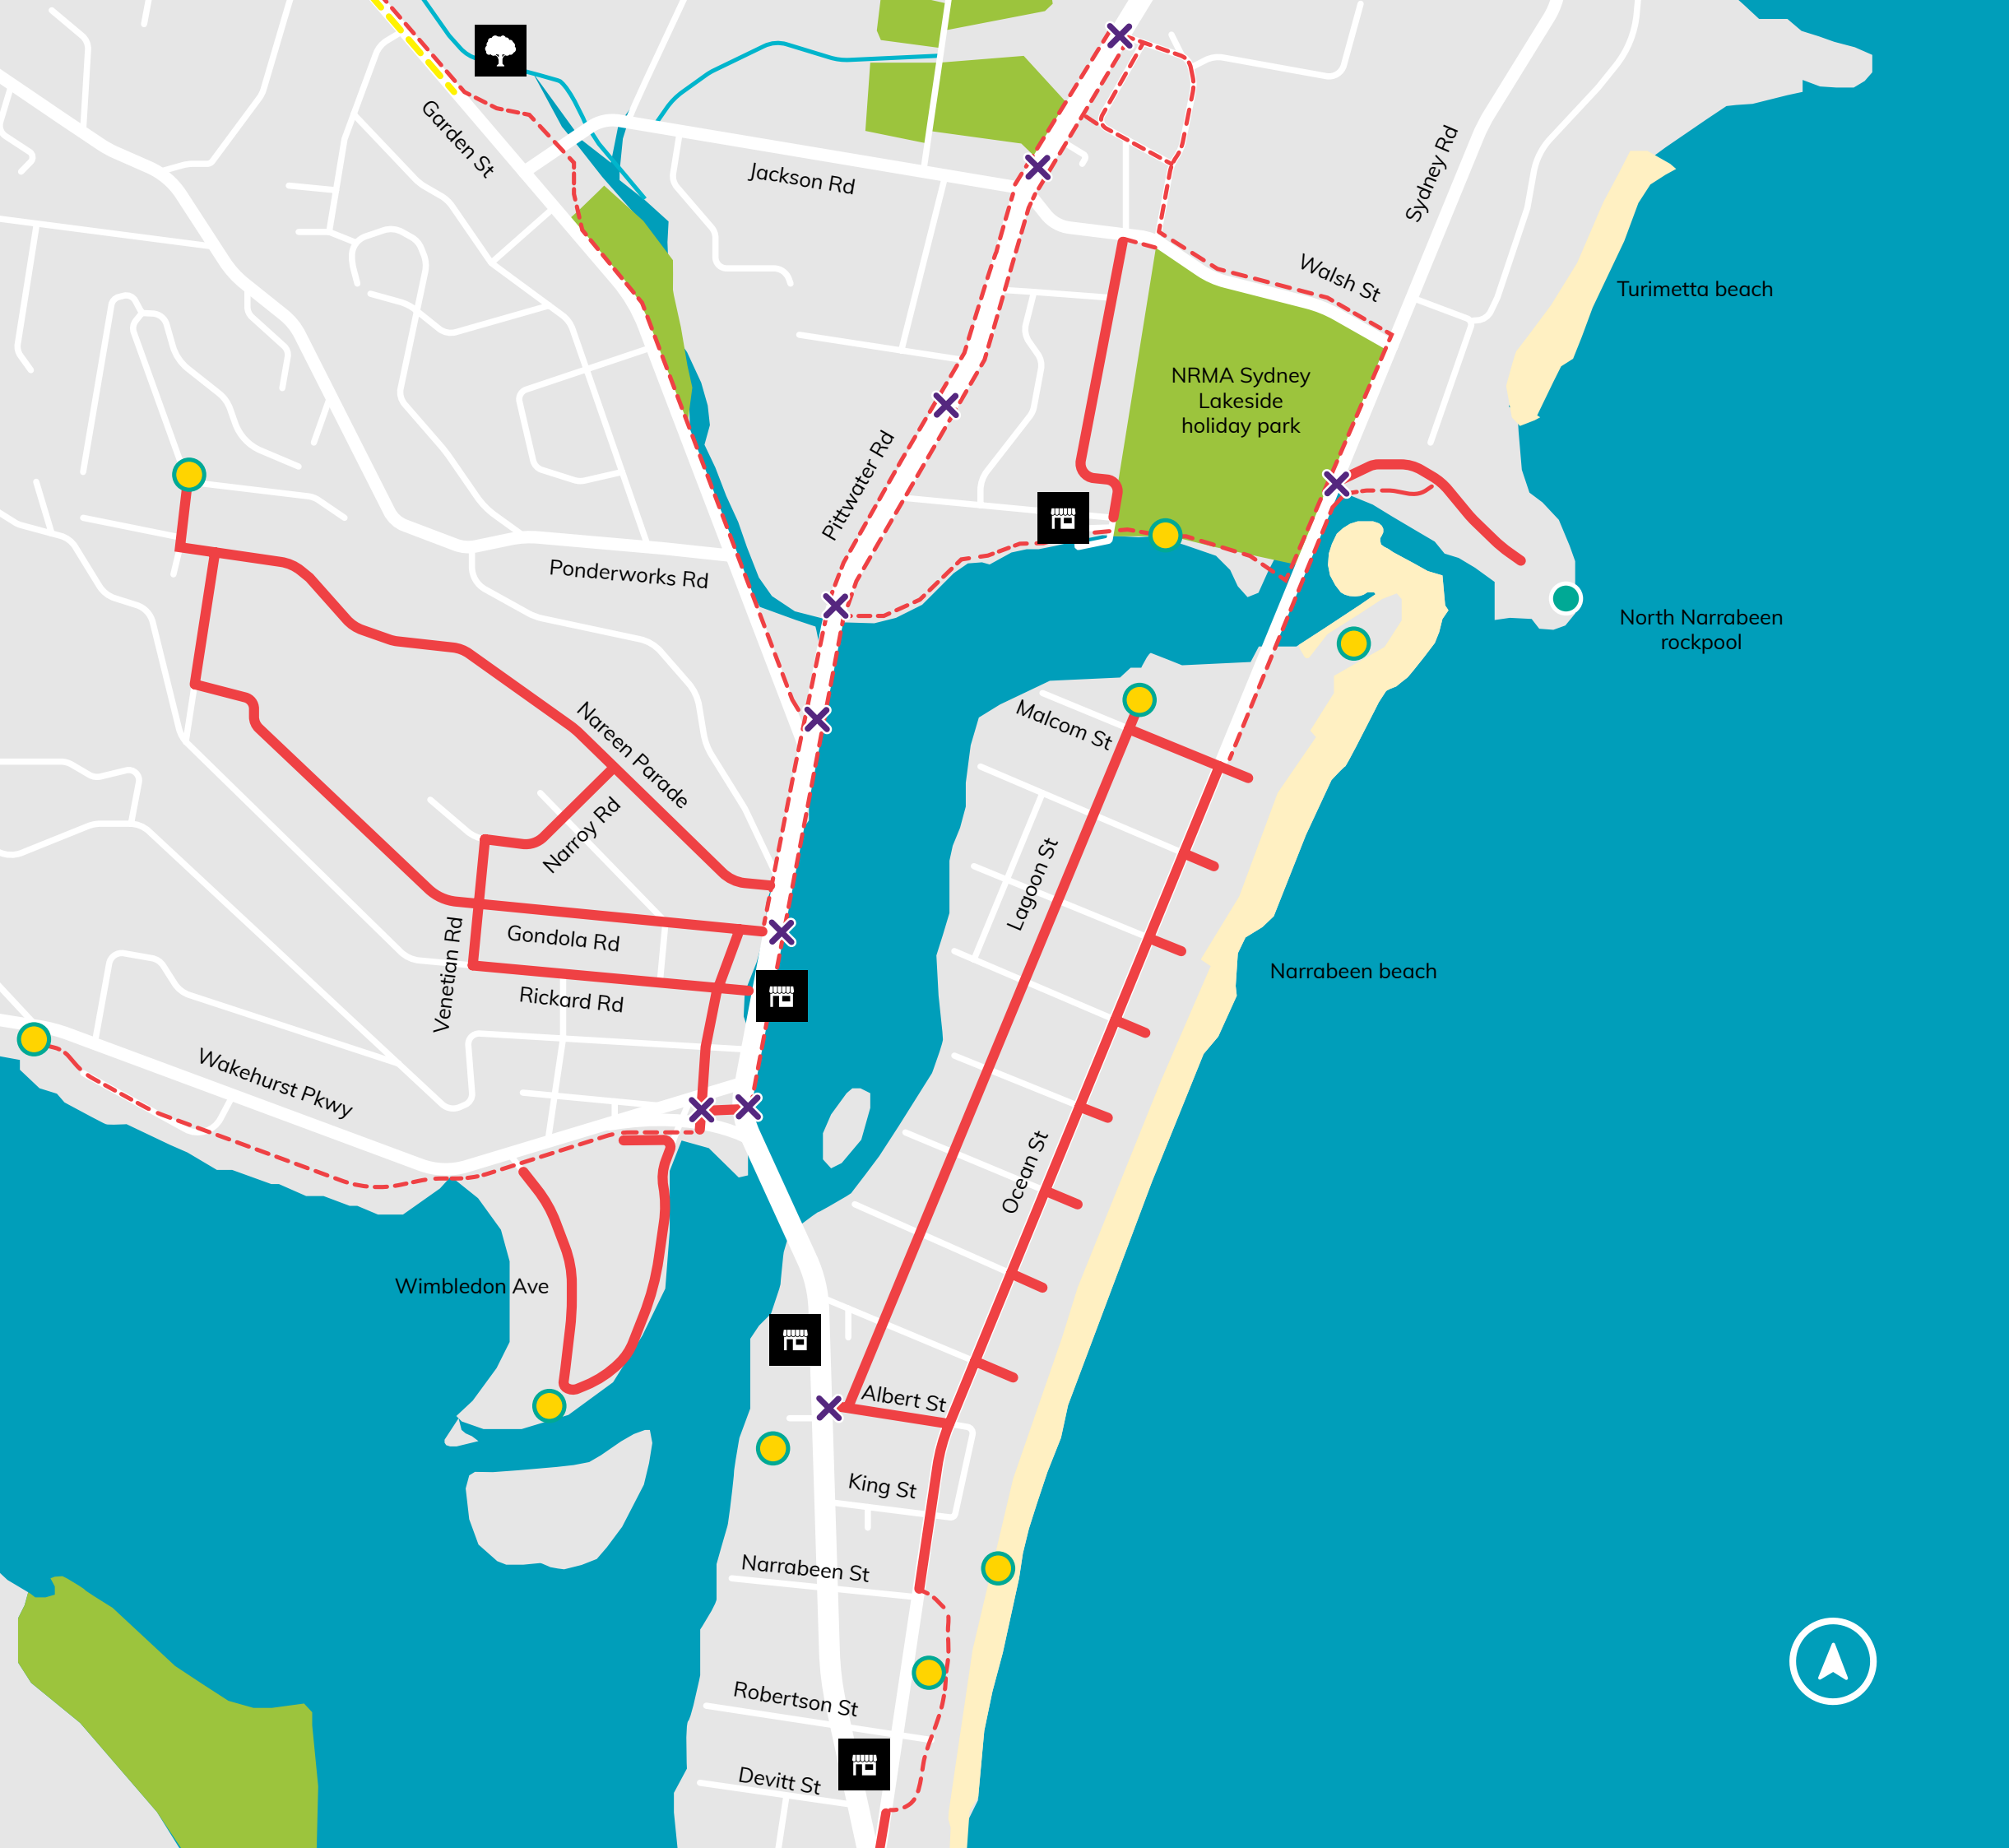 Garden St
Jackson Rd
Sydney Rd
Walsh St
Turimetta beach
NRMA Sydney
Lakeside
holiday park
Pittwater Rd
Ponderworks Rd
North Narrabeen
rockpool
Malcom St
Nareen Parade
Narroy Rd
Lagoon St
Gondola Rd
Venetian Rd
Rickard Rd
Narrabeen beach
Wakehurst Pkwy
Ocean St
Wimbledon Ave
Albert St
King St
Narrabeen St
Robertson St
Devitt St